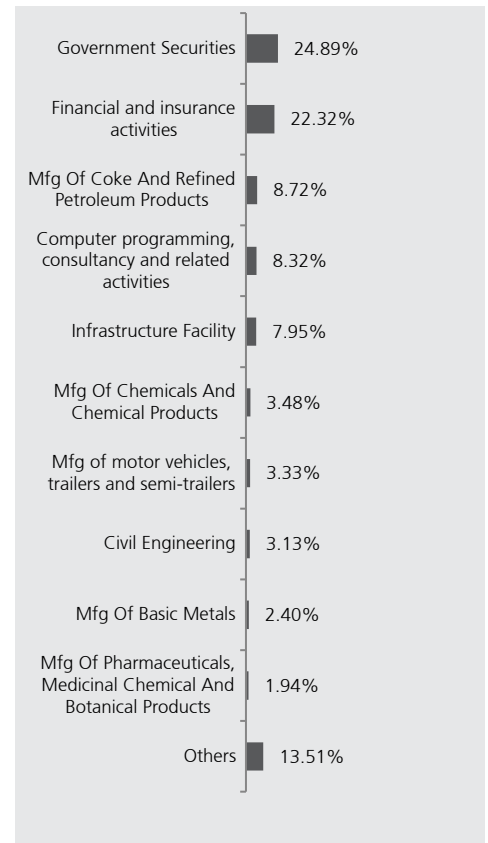 Government Securities
24.89%
Financial and insurance
activities
22.32%
Mfg Of Coke And Refined
Petroleum Products
8.72%
Computer programming,
consultancy and related
activities
8.32%
Infrastructure Facility
7.95%
Mfg Of Chemicals And
Chemical Products
3.48%
Mfg of motor vehicles,
trailers and semi-trailers
3.33%
Civil Engineering
3.13%
Mfg Of Basic Metals
2.40%
Mfg Of Pharmaceuticals,
Medicinal Chemical And
Botanical Products
1.94%
Others
13.51%